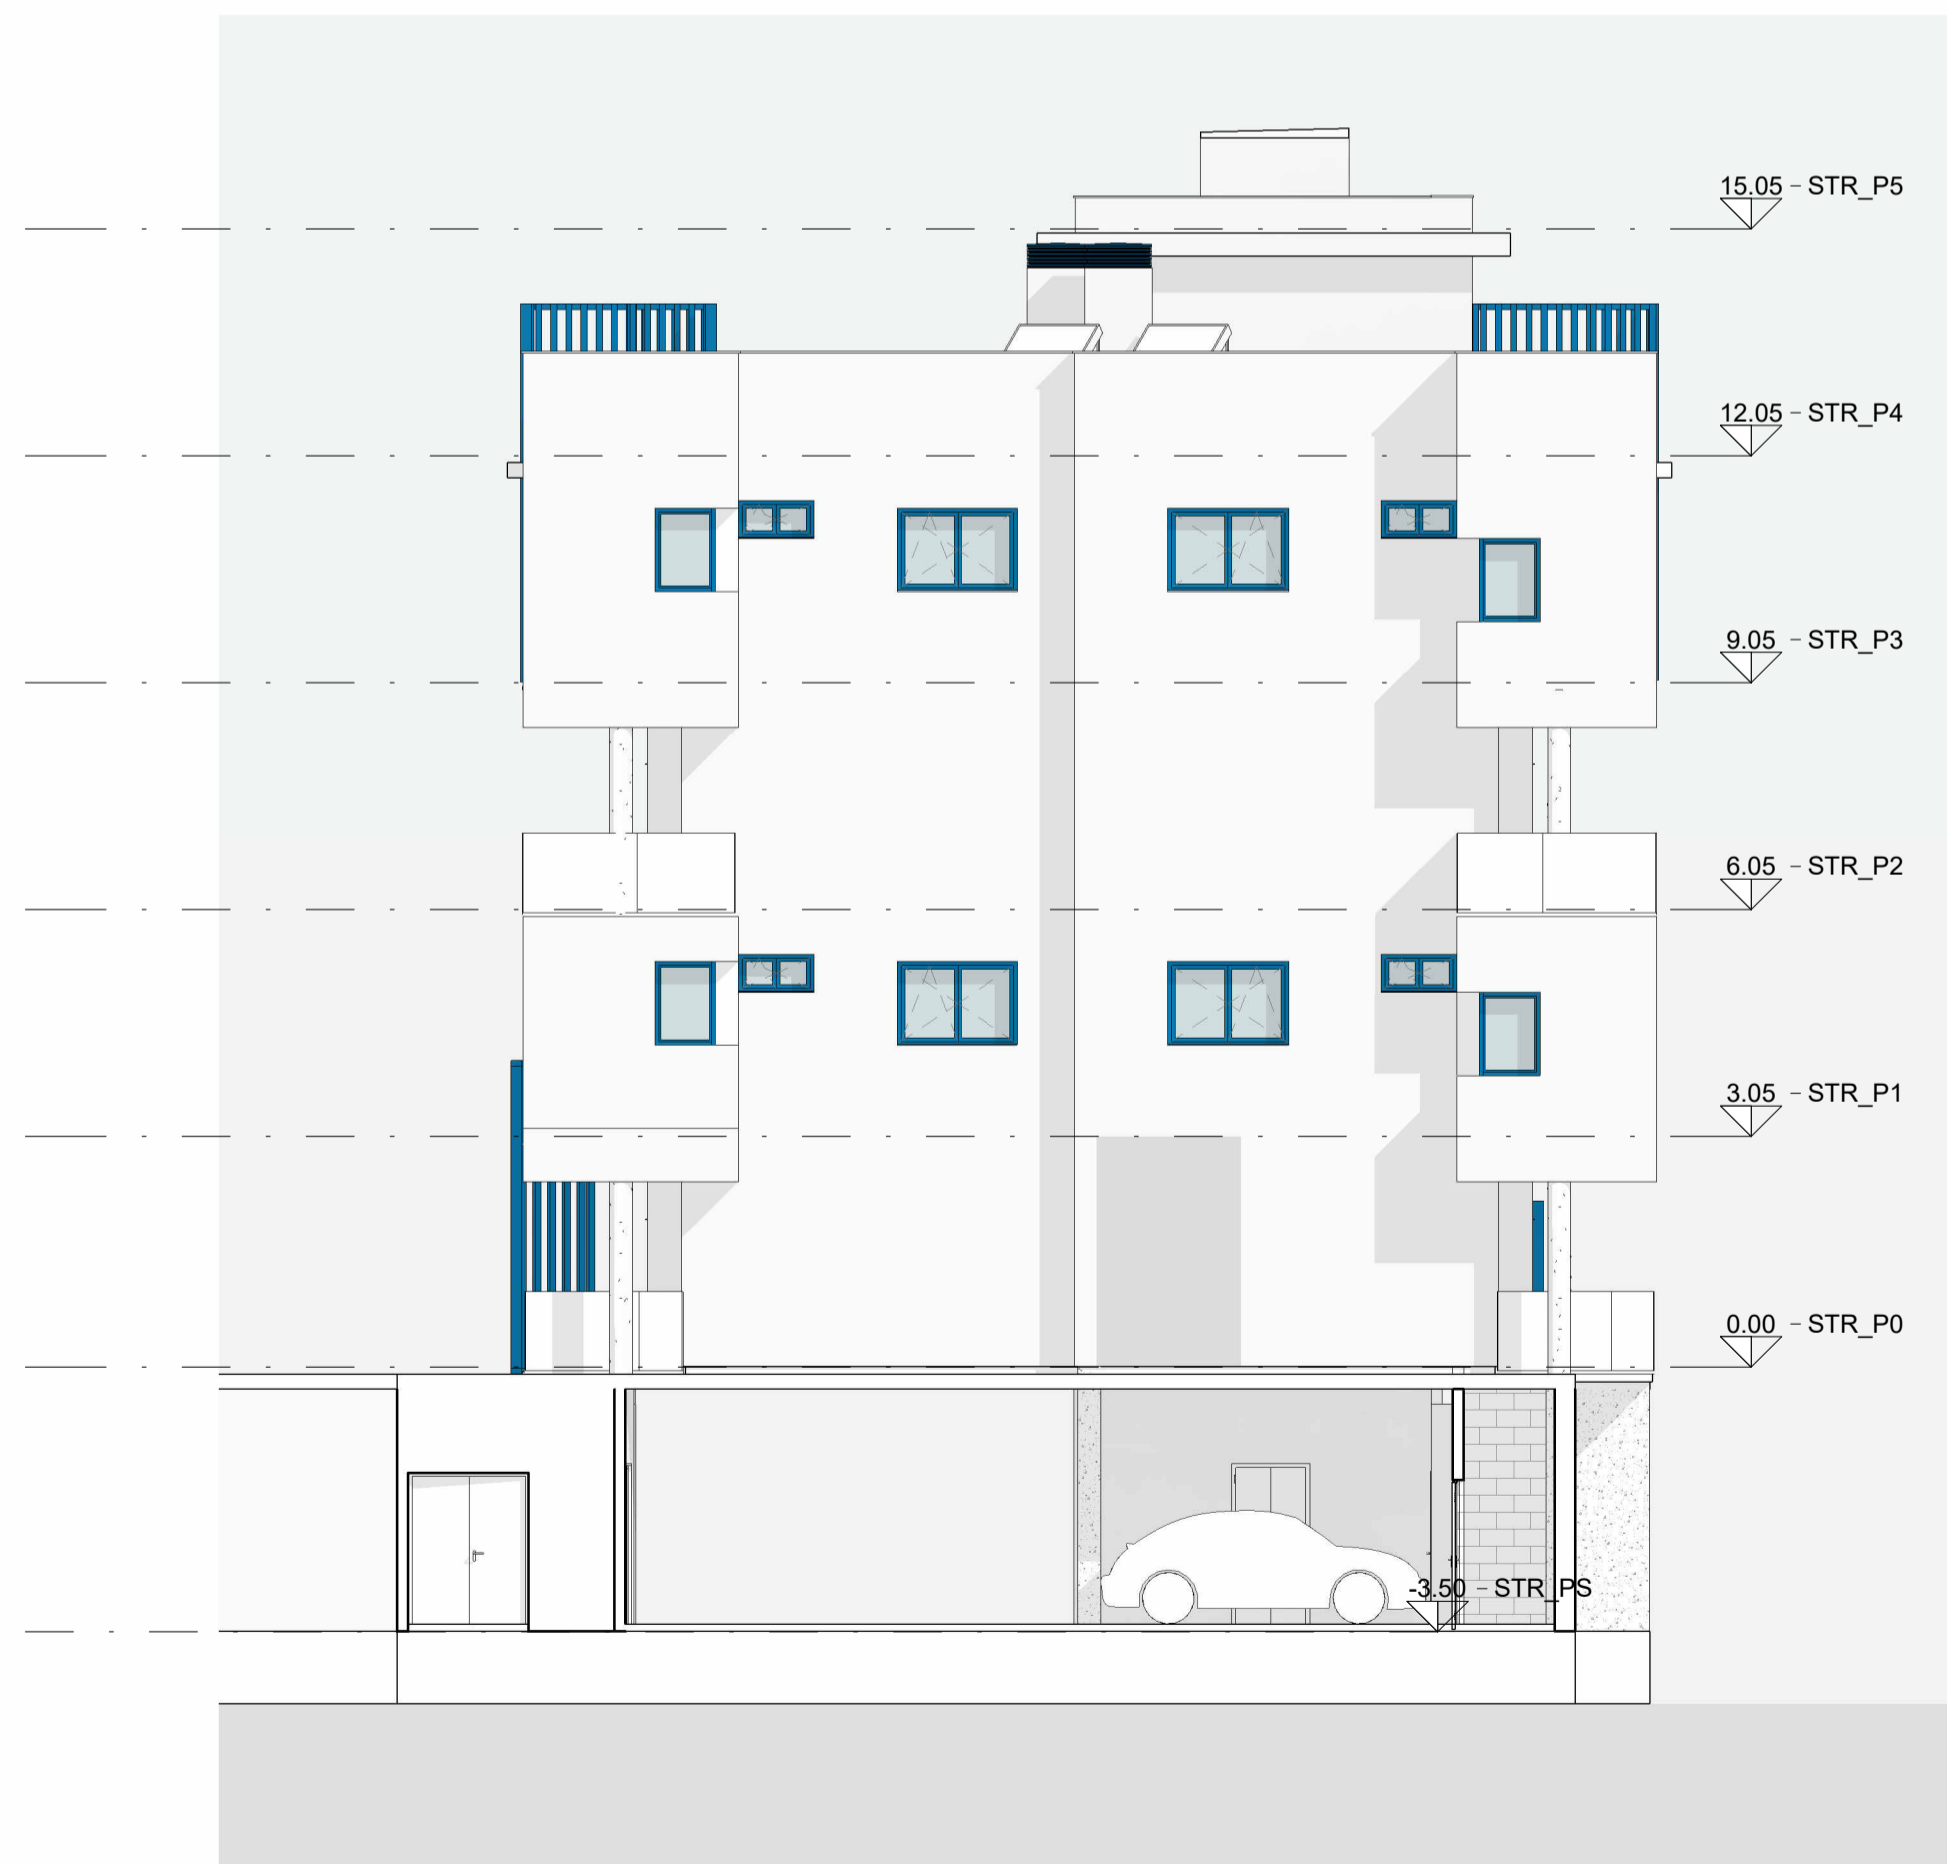 15.05 – STR_P5
12.05 – STR_P4
9.05 – STR_P3
6.05 – STR_P2
3.05 – STR_P1
0.00 – STR_P0
-3.50 – STR_PS